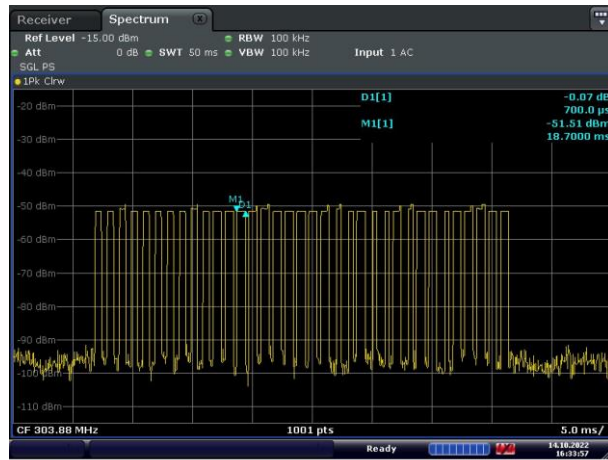 Receiver Spectrum
Ref Level -15.00 dBm RBW 100 kHz
Att 0 dB SWT 50 ms VBW 100 kHz Input 1 AC
SGL PS
1Pk Clrw
D1[1] -0.07 dB
700.0 µs
M1[1] -51.51 dBm
18.7000 ms
-20 dBm
-30 dBm
-40 dBm
M1
D1
-50 dBm
-60 dBm
-70 dBm
-80 dBm
-90 dBm
-100 dBm
-110 dBm
CF 303.88 MHz 1001 pts 5.0 ms/
Ready 14.10.2022
16:33:57